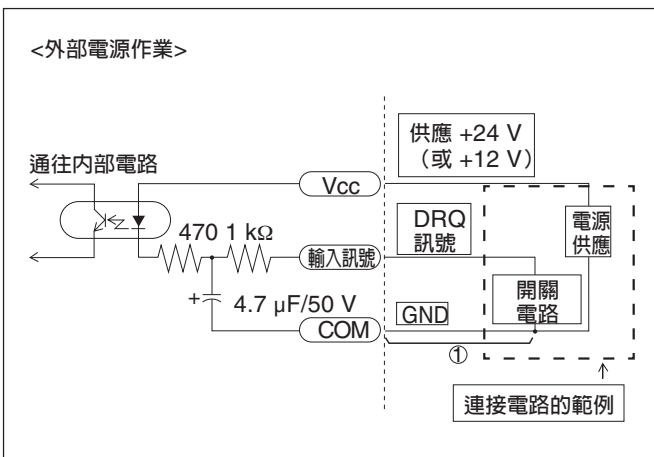 <外部電源作業>
供應 +24 V
（或 +12 V）
通往内部電路
Vcc
DRQ
訊號
電源
供應
470 1 kΩ
輸入訊號
開關
電路
+
4.7 µF/50 V
GND
COM
①
連接電路的範例